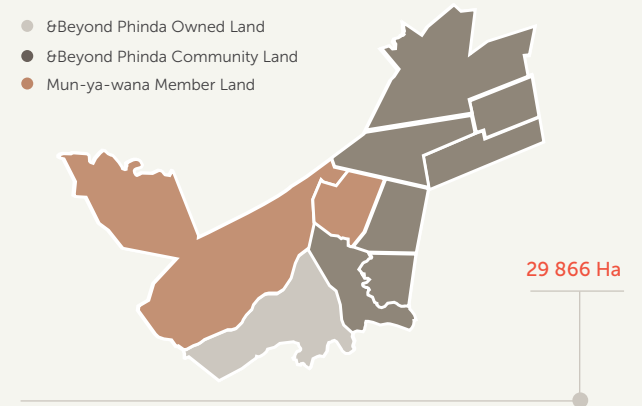 &Beyond Phinda Owned Land
&Beyond Phinda Community Land
Mun-ya-wana Member Land
29 866 Ha